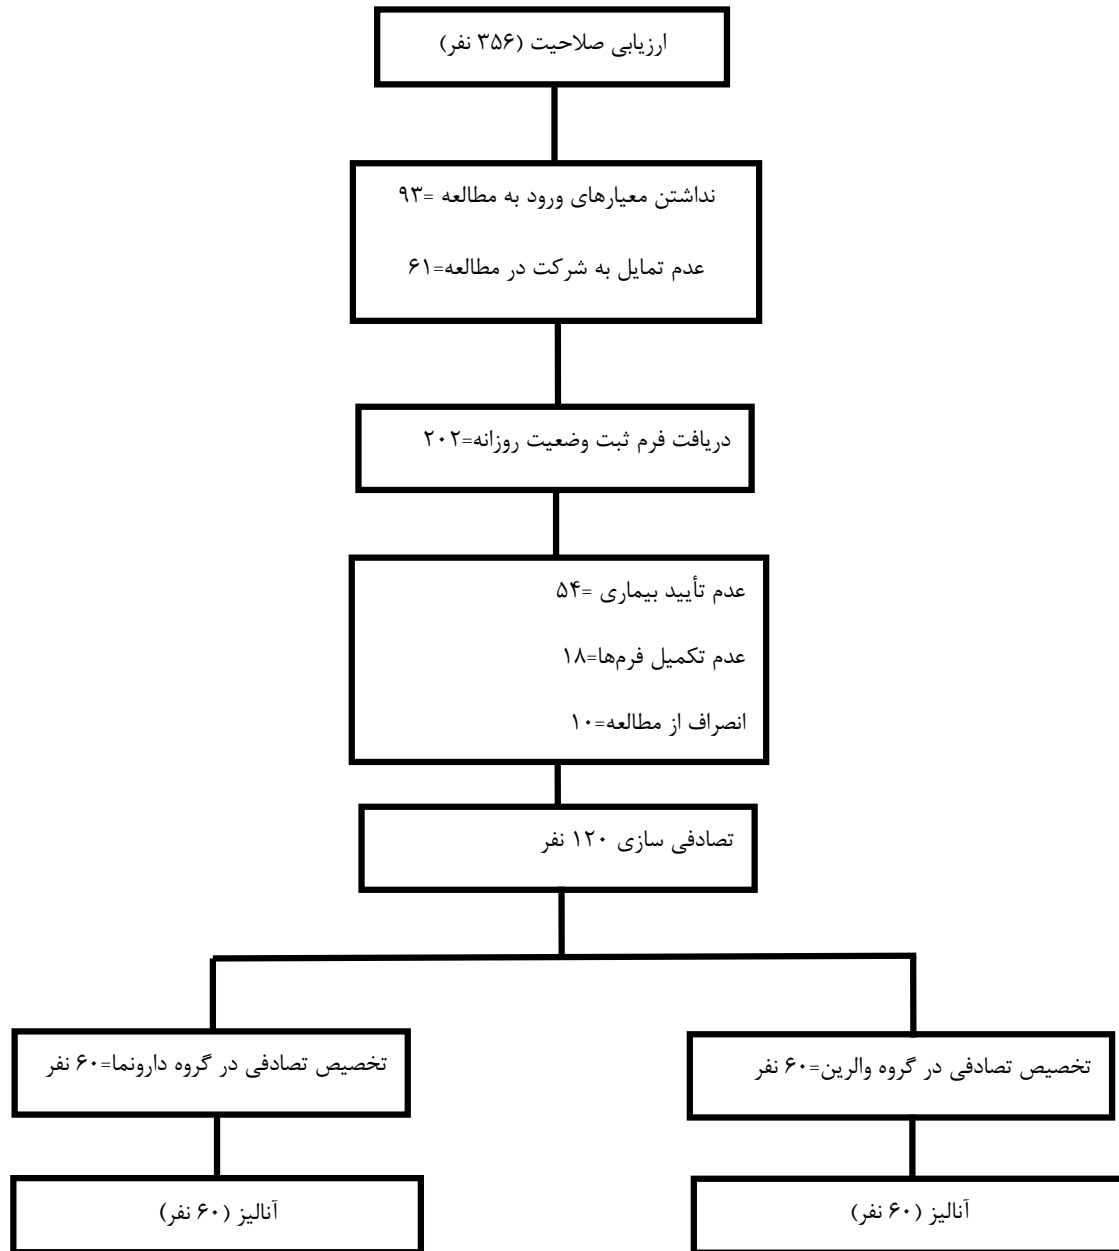 ارزیابی صلاحیت (۳۵۶ نفر)
نداشتن معیارهای ورود به مطالعه =۹۳
عدم تمایل به شرکت در مطالعه=۶۱
دریافت فرم ثبت وضعیت روزانه=۲۰۲
عدم تأیید بیماری =۵۴
عدم تکمیل فرم‌ها=۱۸
انصراف از مطالعه=۱۰
تصادفی سازی ۱۲۰ نفر
تخصیص تصادفی در گروه والرین=۶۰ نفر
تخصیص تصادفی در گروه دارونما=۶۰ نفر
آنالیز (۶۰ نفر)
آنالیز (۶۰ نفر)